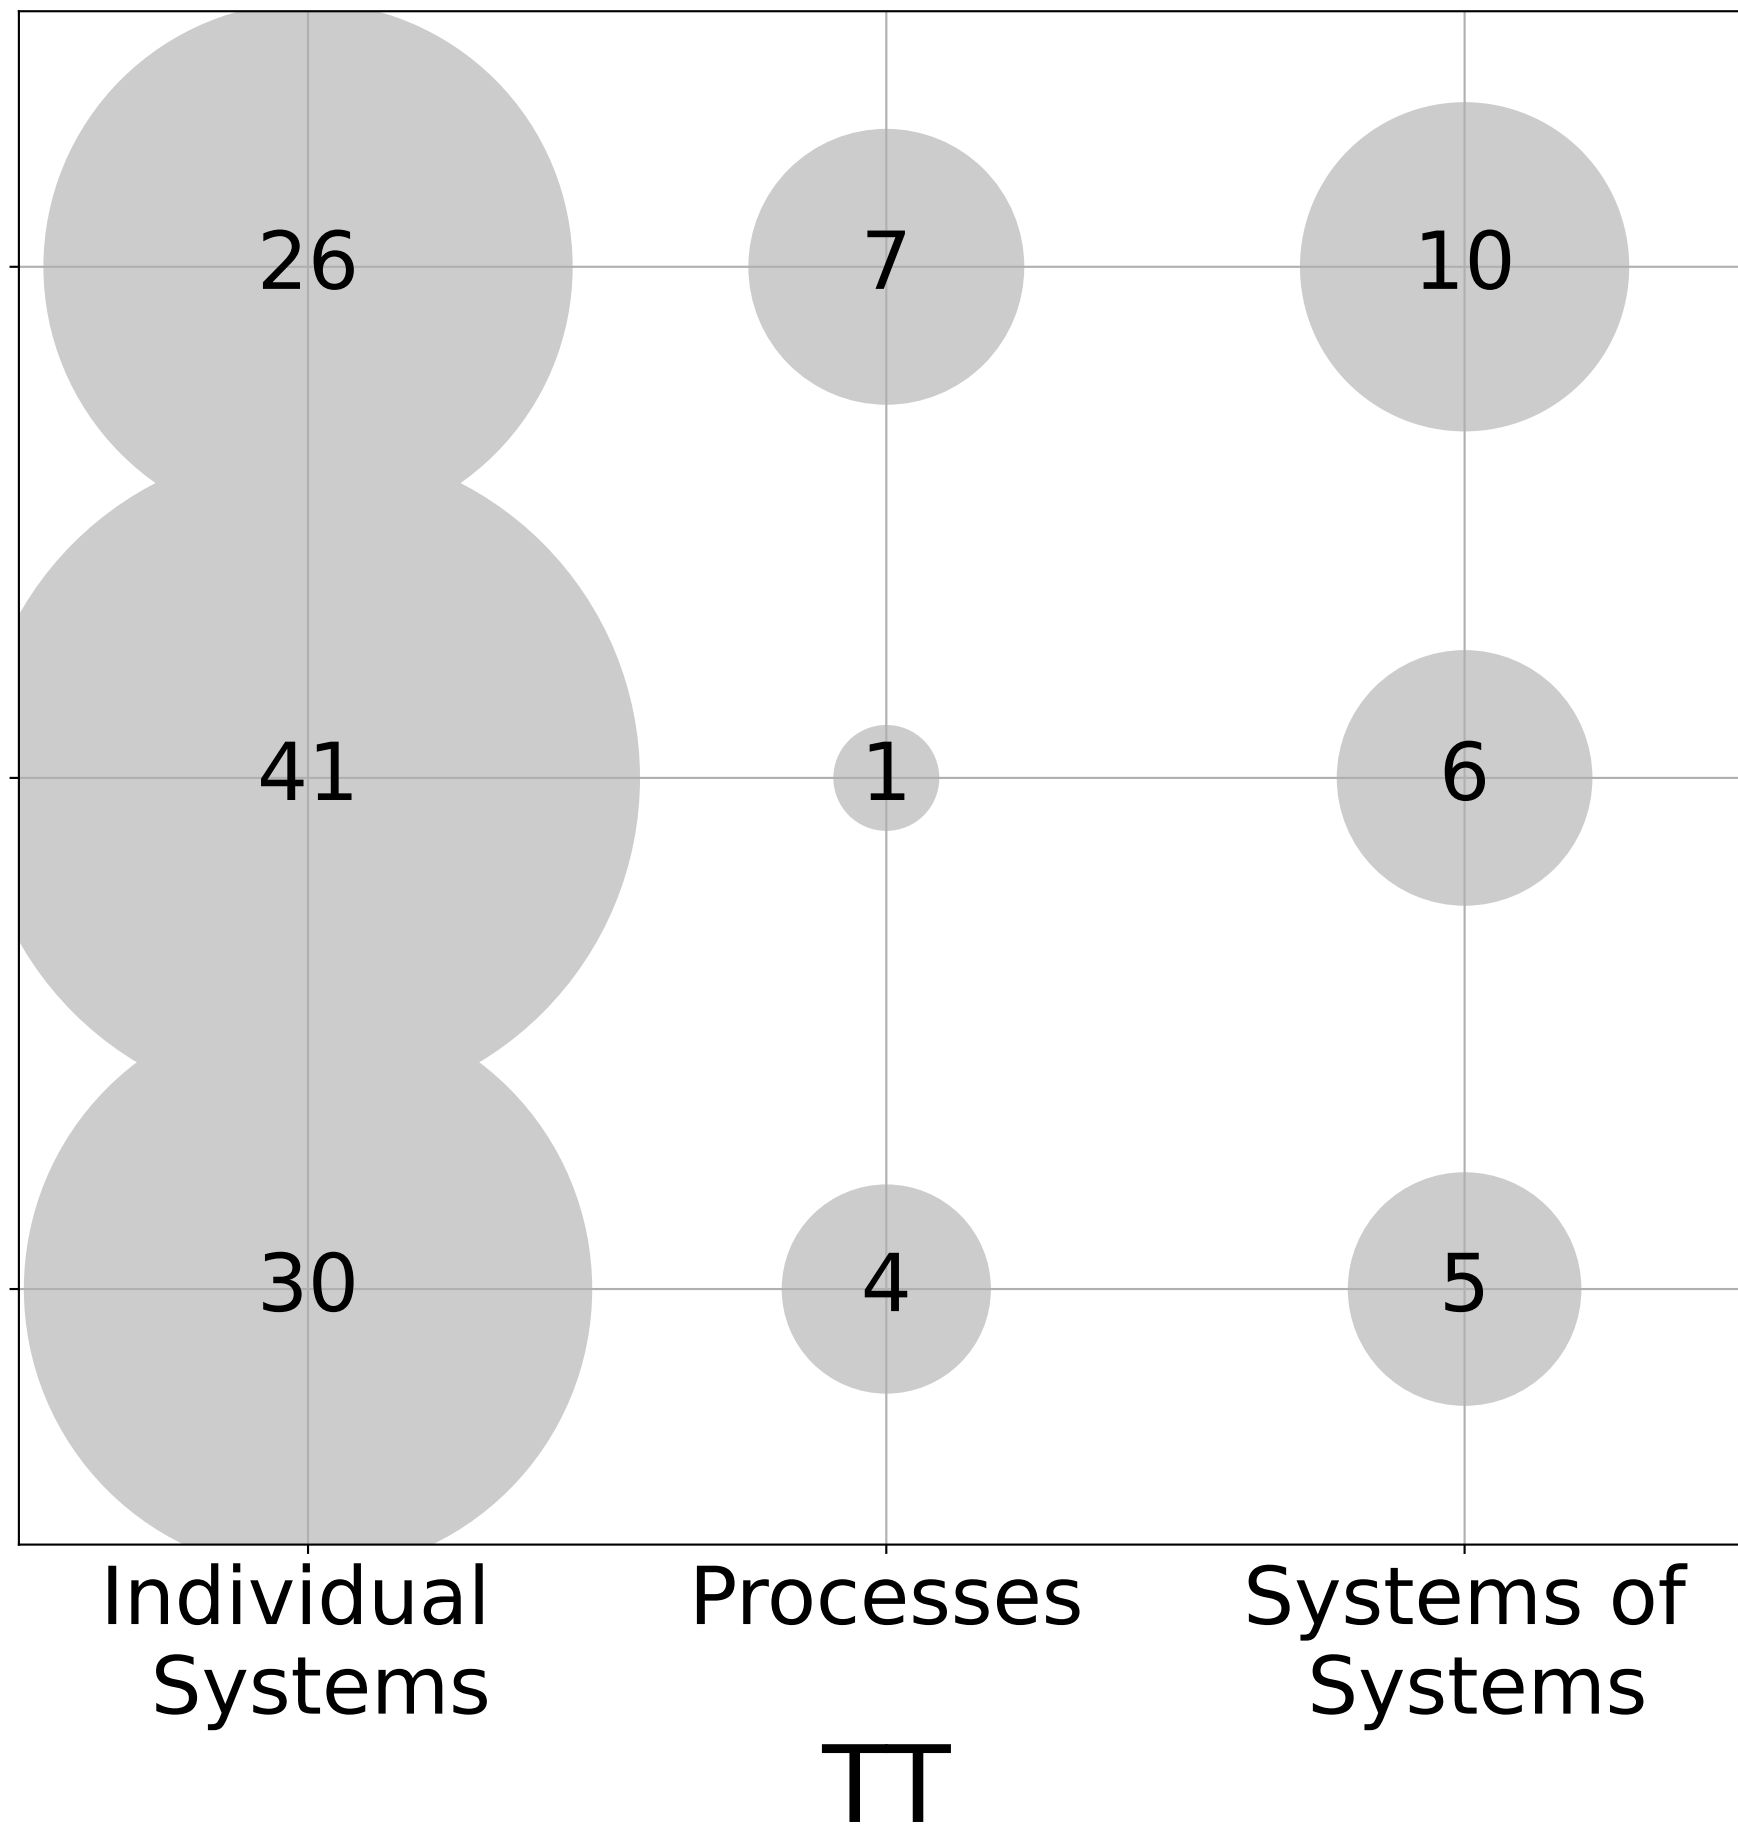 26 7 10
41 1 6
30 4 5
Individual Processes Systems of
Systems Systems
TT